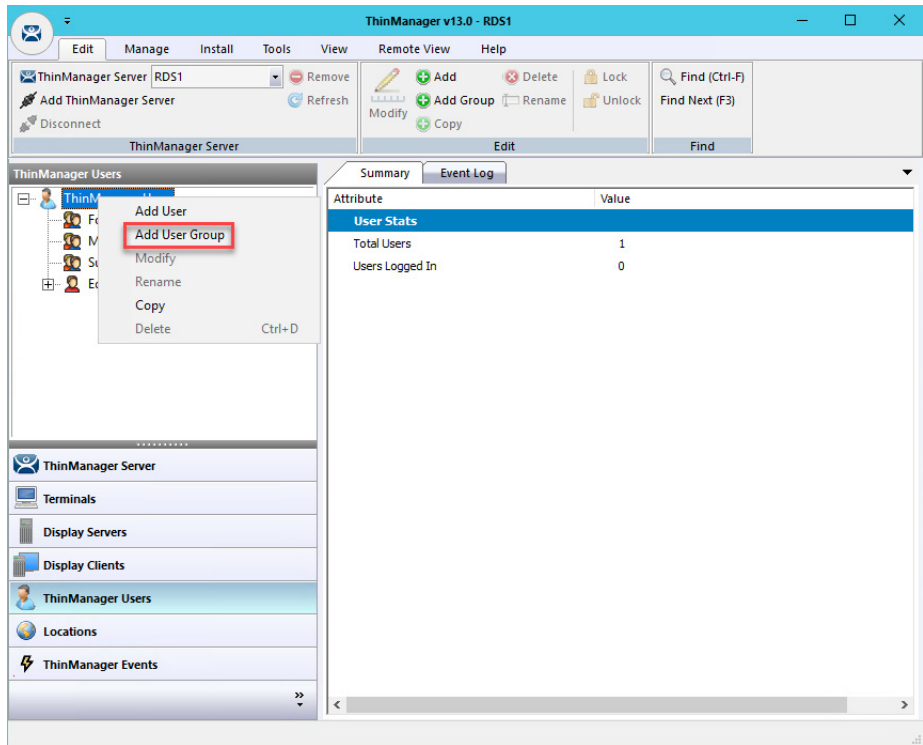 ThinManager v13.0 - RDS1
Edit Manage Install Tools View Remote View Help
ThinManager Server RDS1
Add ThinManager Server
Disconnect
Remove
Refresh
ThinManager Server
Modify
Add
Add Group
Copy
Delete
Rename
Lock
Unlock
Edit
Find (Ctrl-F)
Find Next (F3)
Find
ThinManager Users
Add User
Add User Group
Modify
Rename
Copy
Delete Ctrl+D
ThinManager Server
Terminals
Display Servers
Display Clients
ThinManager Users
Locations
ThinManager Events
Summary Event Log
Attribute Value
User Stats
Total Users 1
Users Logged In 0